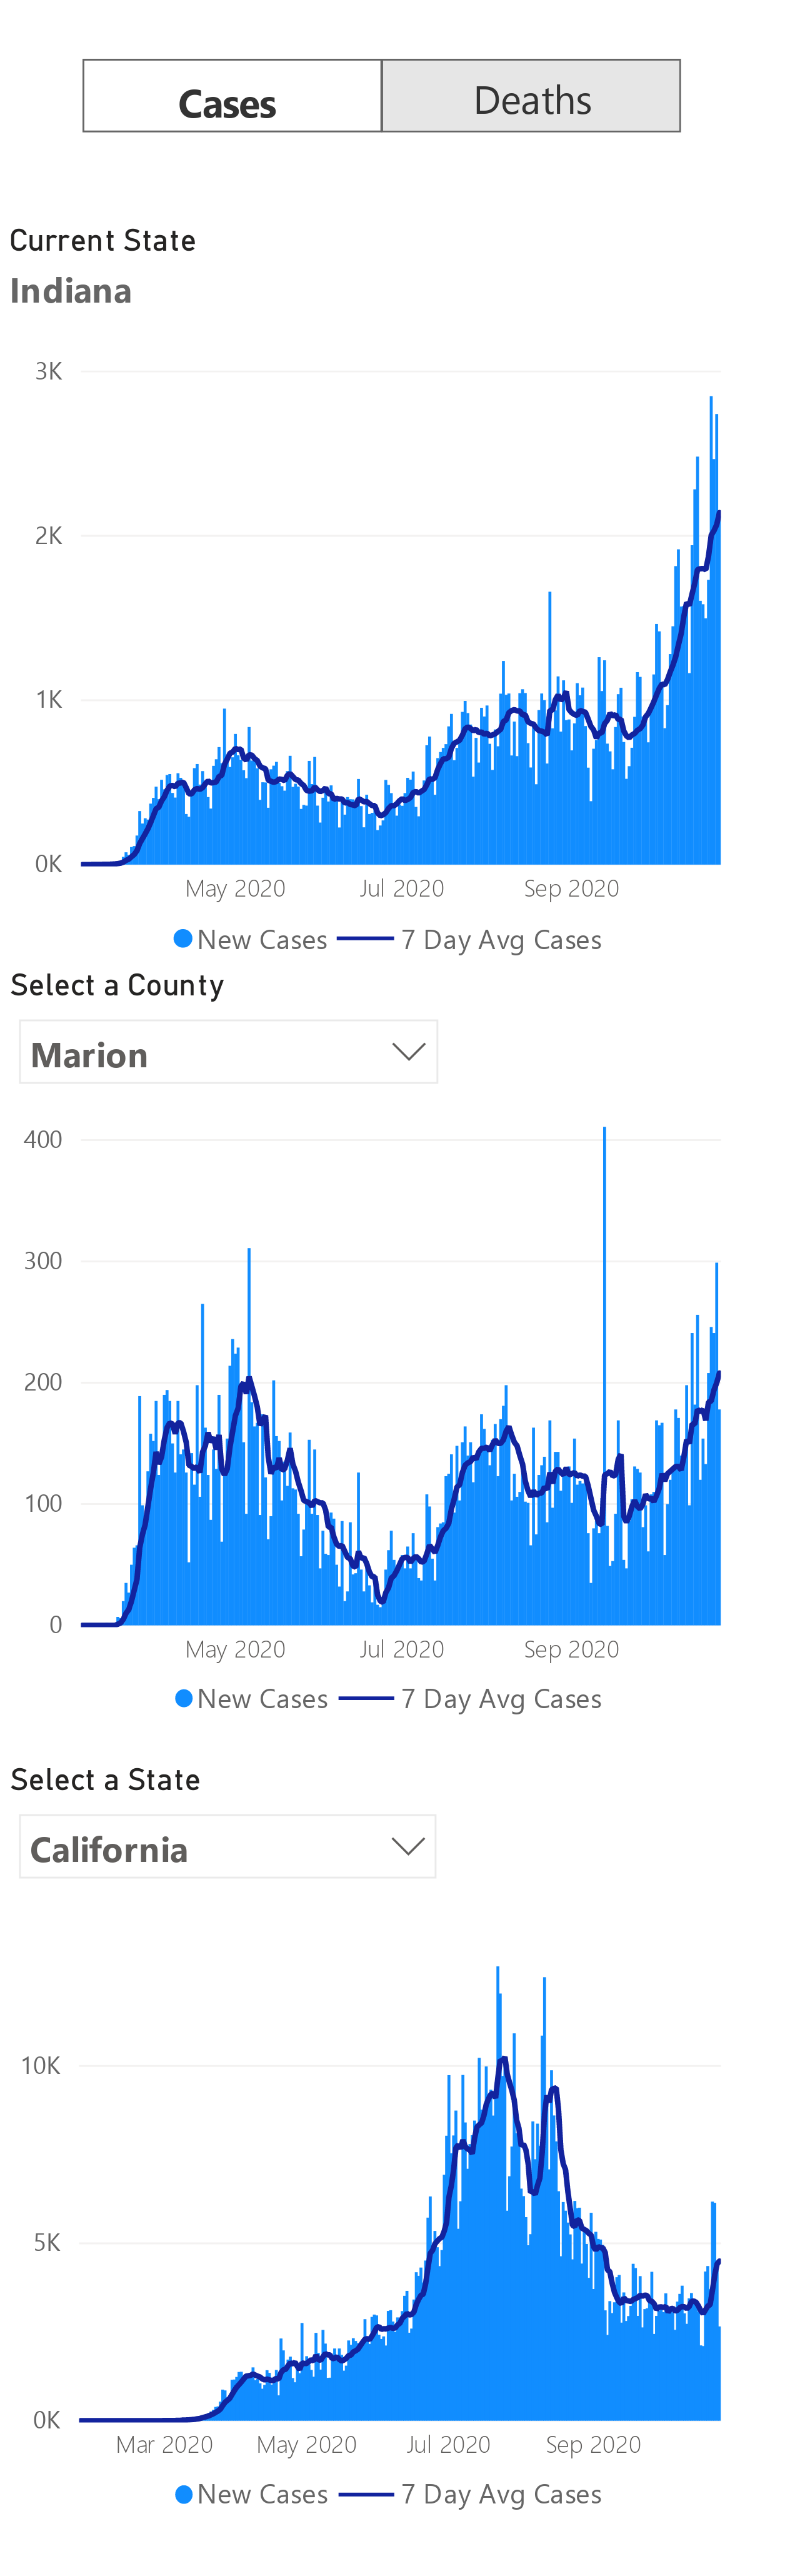 Cases Deaths
Current State
Indiana
3K
2K
1K
0K
May 2020 Jul 2020 Sep 2020
New Cases 7 Day Avg Cases
Select a County
Marion
400
300
200
100
0
May 2020 Jul 2020 Sep 2020
New Cases 7 Day Avg Cases
Select a State
California
10K
5K
0K
Mar 2020 May 2020 Jul 2020 Sep 2020
New Cases 7 Day Avg Cases